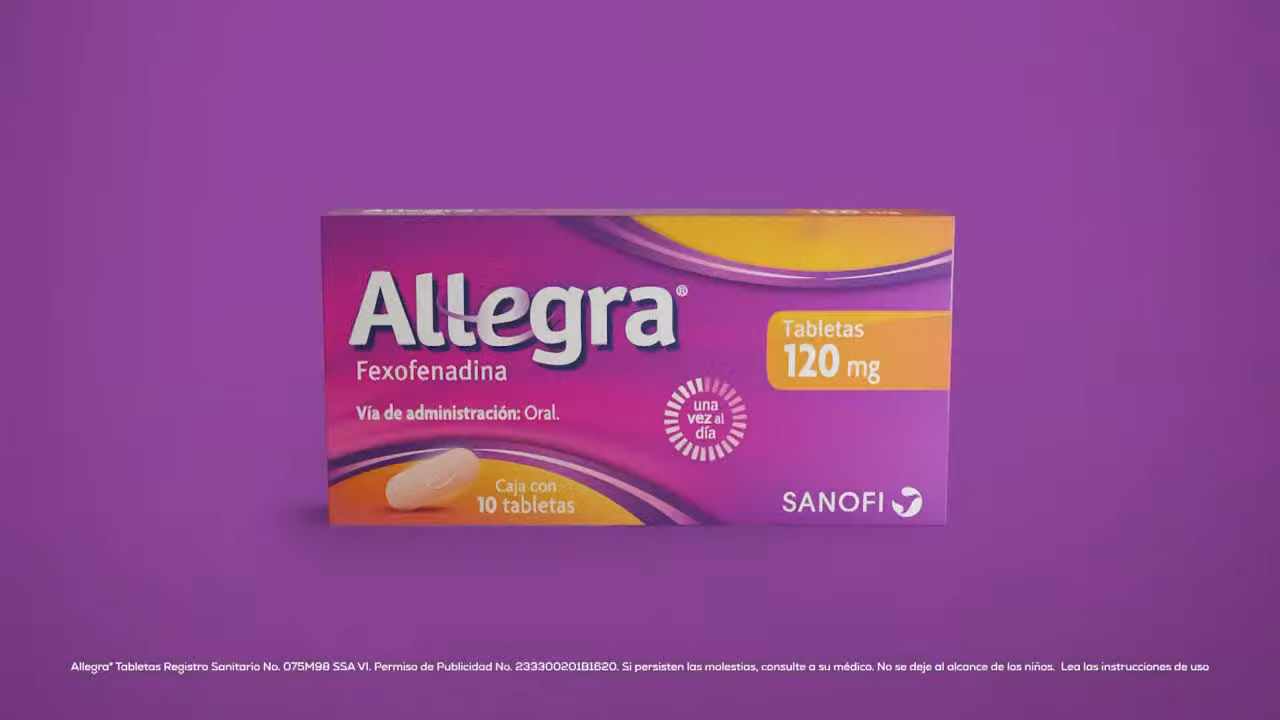 Allegra®
Fexofenadina
Vía de administración: Oral.
Tabletas
120 mg
una
vez al
día
Caja con
10 tabletas
SANOFI
Allegra® Tabletas Registro Sanitario No. 075M98 SSA VI. Permiso de Publicidad No. 23330020181620. Si persisten las molestias, consulte a su médico. No se deje al alcance de los niños. Lea las instrucciones de uso